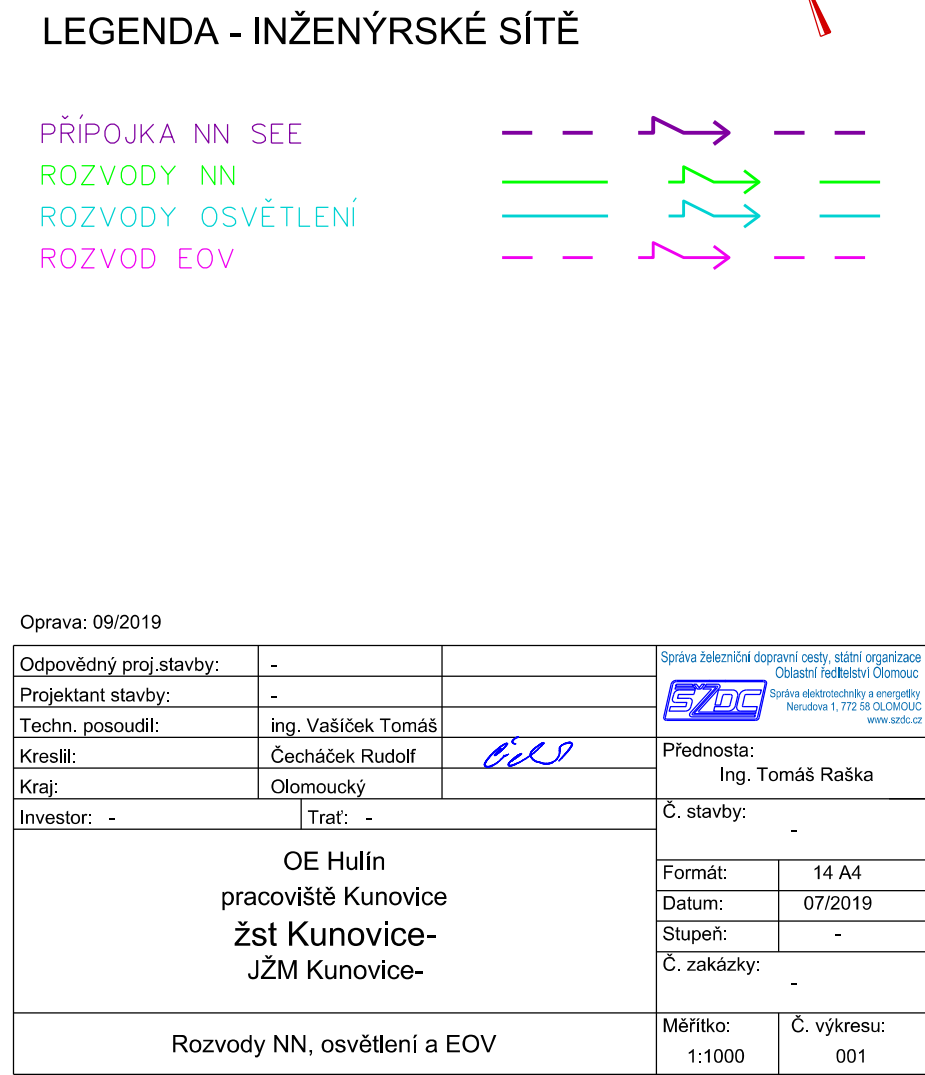 LEGENDA - INŽENÝRSKÉ SÍTĚ
PŘÍPOJKA NN SEE
ROZVODY NN
ROZVODY OSVĚTLENÍ
ROZVOD EOV
Oprava: 09/2019
Odpovědný proj.stavby: -
Projektant stavby: -
Techn. posoudil: ing. Vašíček Tomáš
Kreslil: Čecháček Rudolf
Kraj: Olomoucký
Investor: - Trať: -
OE Hulín
pracoviště Kunovice
žst Kunovice-
JŽM Kunovice-
Rozvody NN, osvětlení a EOV
Správa železniční dopravní cesty, státní organizace
Oblastní ředitelství Olomouc
SŽDC
Správa elektrotechniky a energetiky
Nerudova 1, 772 58 OLOMOUC
www.szdc.cz
Přednosta:
Ing. Tomáš Raška
Č. stavby:
-
Formát: 14 A4
Datum: 07/2019
Stupeň: -
Č. zakázky:
-
Měřítko: Č. výkresu:
1:1000 001